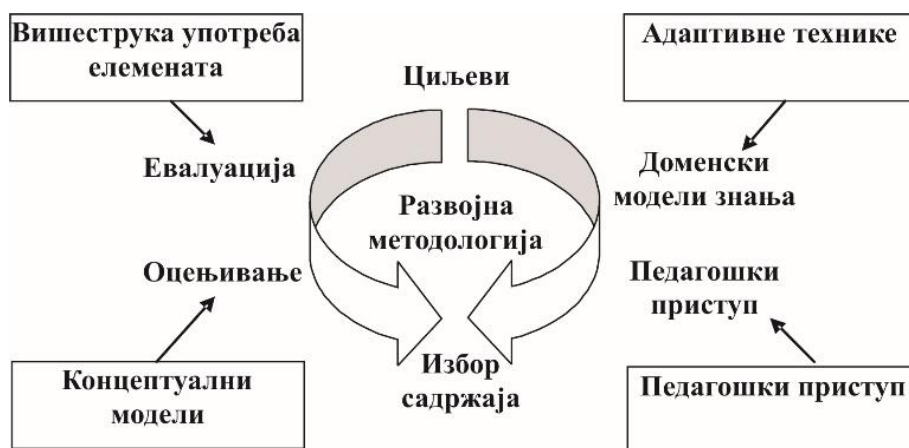 Вишеструка употреба
елемената
Адаптивне технике
Циљеви
Евалуација
Доменски
модели знања
Развојна
методологија
Оцењивање
Педагошки
приступ
Концептуални
модели
Избор
садржаја
Педагошки приступ